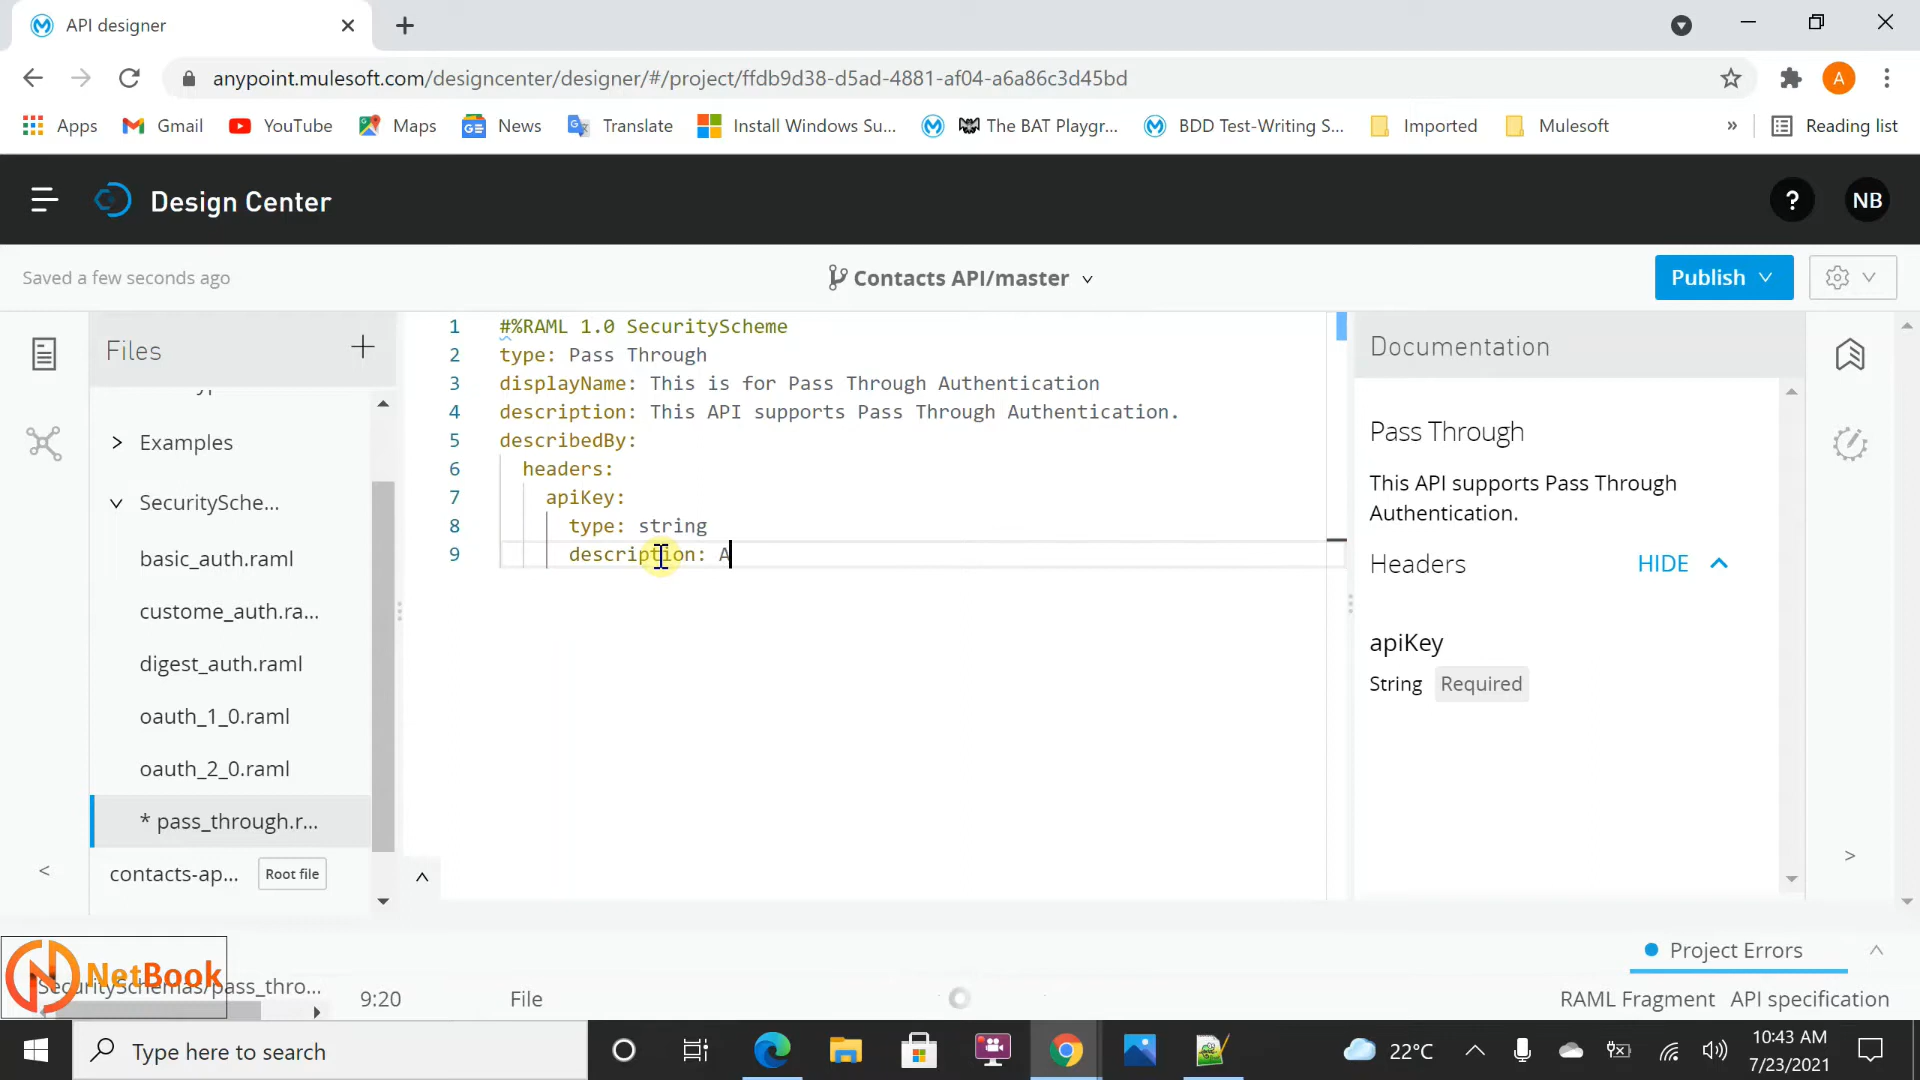 API designer
anypoint.mulesoft.com/designcenter/designer/#/project/ffdb9d38-d5ad-4881-af04-a6a86c3d45bd
A
Apps
Gmail
YouTube
Maps
News
Translate
Install Windows Su...
The BAT Playgr...
BDD Test-Writing S...
Imported
Mulesoft
»
Reading list
Design Center
?
NB
Saved a few seconds ago
Contacts API/master
Publish
Files
Examples
SecuritySche...
basic_auth.raml
custome_auth.ra...
digest_auth.raml
oauth_1_0.raml
oauth_2_0.raml
* pass_through.r...
contacts-ap...
Root file
1 #%RAML 1.0 SecurityScheme
2 type: Pass Through
3 displayName: This is for Pass Through Authentication
4 description: This API supports Pass Through Authentication.
5 describedBy:
6 headers:
7 apiKey:
8 type: string
9 description: A
Documentation
Pass Through
This API supports Pass Through
Authentication.
Headers
HIDE
apiKey
String Required
Project Errors
NetBook
SecuritySchemas/pass_thro...
9:20
File
RAML Fragment
API specification
Type here to search
22°C
10:43 AM
7/23/2021